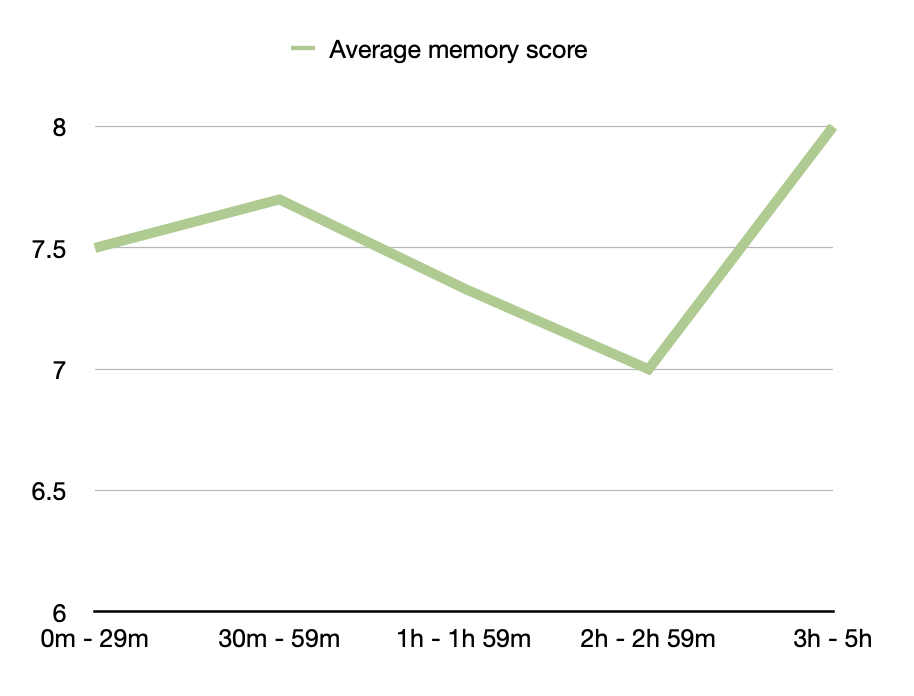 Average memory score
8
7.5
7
6.5
6
0m - 29m
30m - 59m
1h - 1h 59m
2h - 2h 59m
3h - 5h